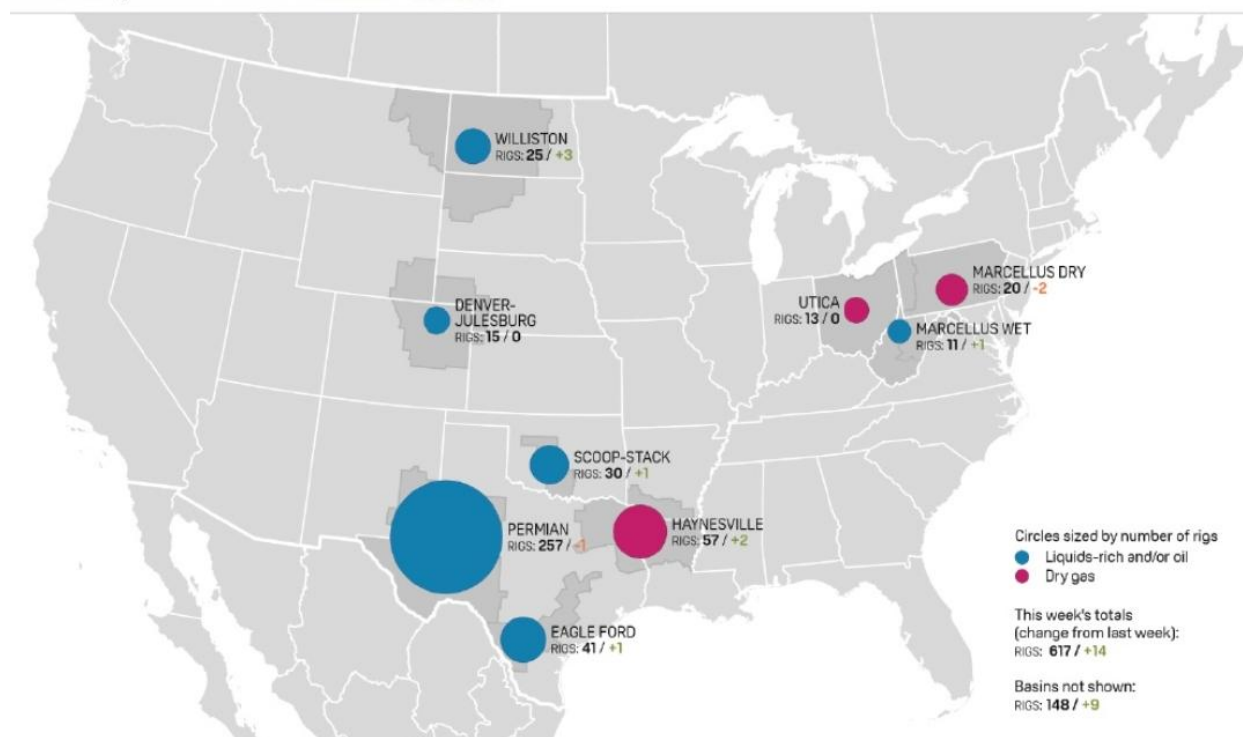 WILLISTON
RIGS: 25 / +3
DENVER-
JULESBURG
RIGS: 15 / 0
UTICA
RIGS: 13 / 0
MARCELLUS DRY
RIGS: 20 / -2
MARCELLUS WET
RIGS: 11 / +1
SCOOP-STACK
RIGS: 30 / +1
PERMIAN
RIGS: 257 / -1
HAYNESVILLE
RIGS: 57 / +2
EAGLE FORD
RIGS: 41 / +1
Circles sized by number of rigs
Liquids-rich and/or oil
Dry gas
This week's totals
(change from last week):
RIGS: 617 / +14
Basins not shown:
RIGS: 148 / +9